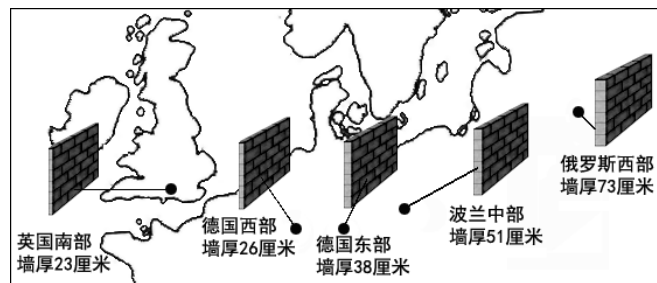 英国南部
墙厚23厘米
德国西部
墙厚26厘米
德国东部
墙厚38厘米
波兰中部
墙厚51厘米
俄罗斯西部
墙厚73厘米